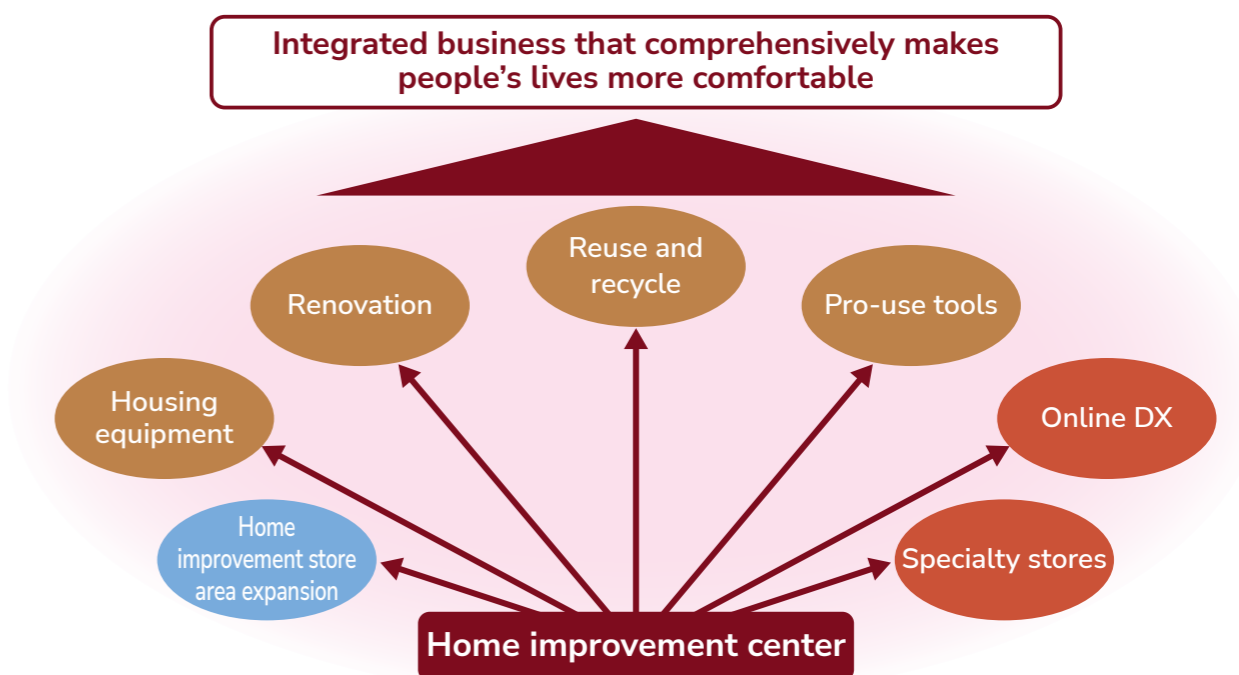 Integrated business that comprehensively makes
people’s lives more comfortable
Reuse and
recycle
Renovation
Pro-use tools
Housing
equipment
Online DX
Home
improvement store
area expansion
Specialty stores
Home improvement center